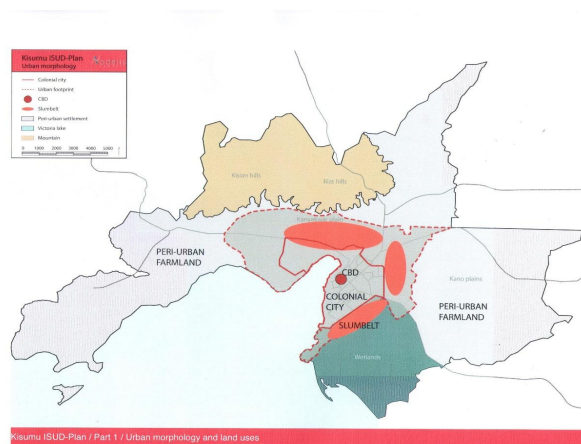 Kisumu ISUD-Plan
Urban morphology
Colonial city
Urban footprint
CBD
Slumbelt
Peri-urban settlement
Victoria lake
Mountain
0 1000 2000 3000 4000 5000
Kisian hills
Riat hills
PERI-URBAN
FARMLAND
CBD
Kano plains
COLONIAL
CITY
PERI-URBAN
FARMLAND
SLUMBELT
Wetlands
Kisumu ISUD-Plan / Part 1 / Urban morphology and land uses